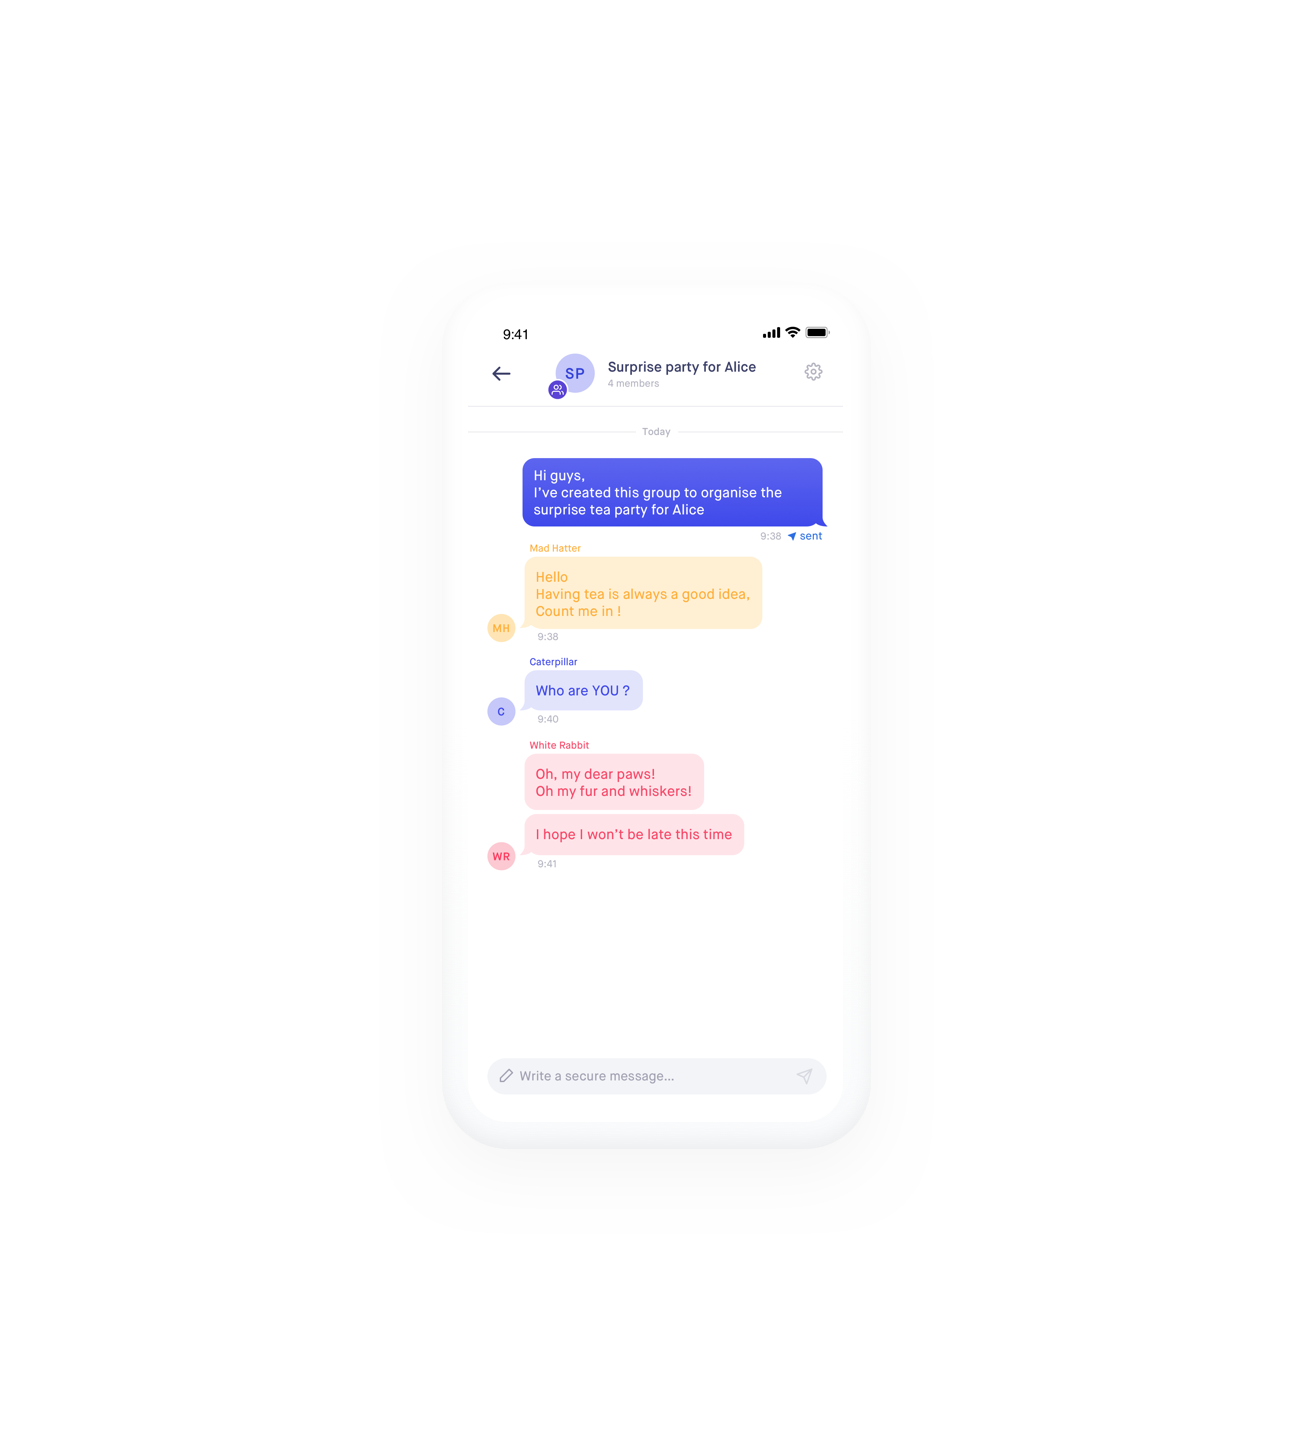 9:41
SP
Surprise party for Alice
4 members
Today
Hi guys,
I've created this group to organise the
surprise tea party for Alice
9:38 sent
Mad Hatter
Hello
Having tea is always a good idea,
Count me in !
MH
9:38
Caterpillar
Who are YOU ?
C
9:40
White Rabbit
Oh, my dear paws!
Oh my fur and whiskers!
I hope I won't be late this time
WR
9:41
Write a secure message...